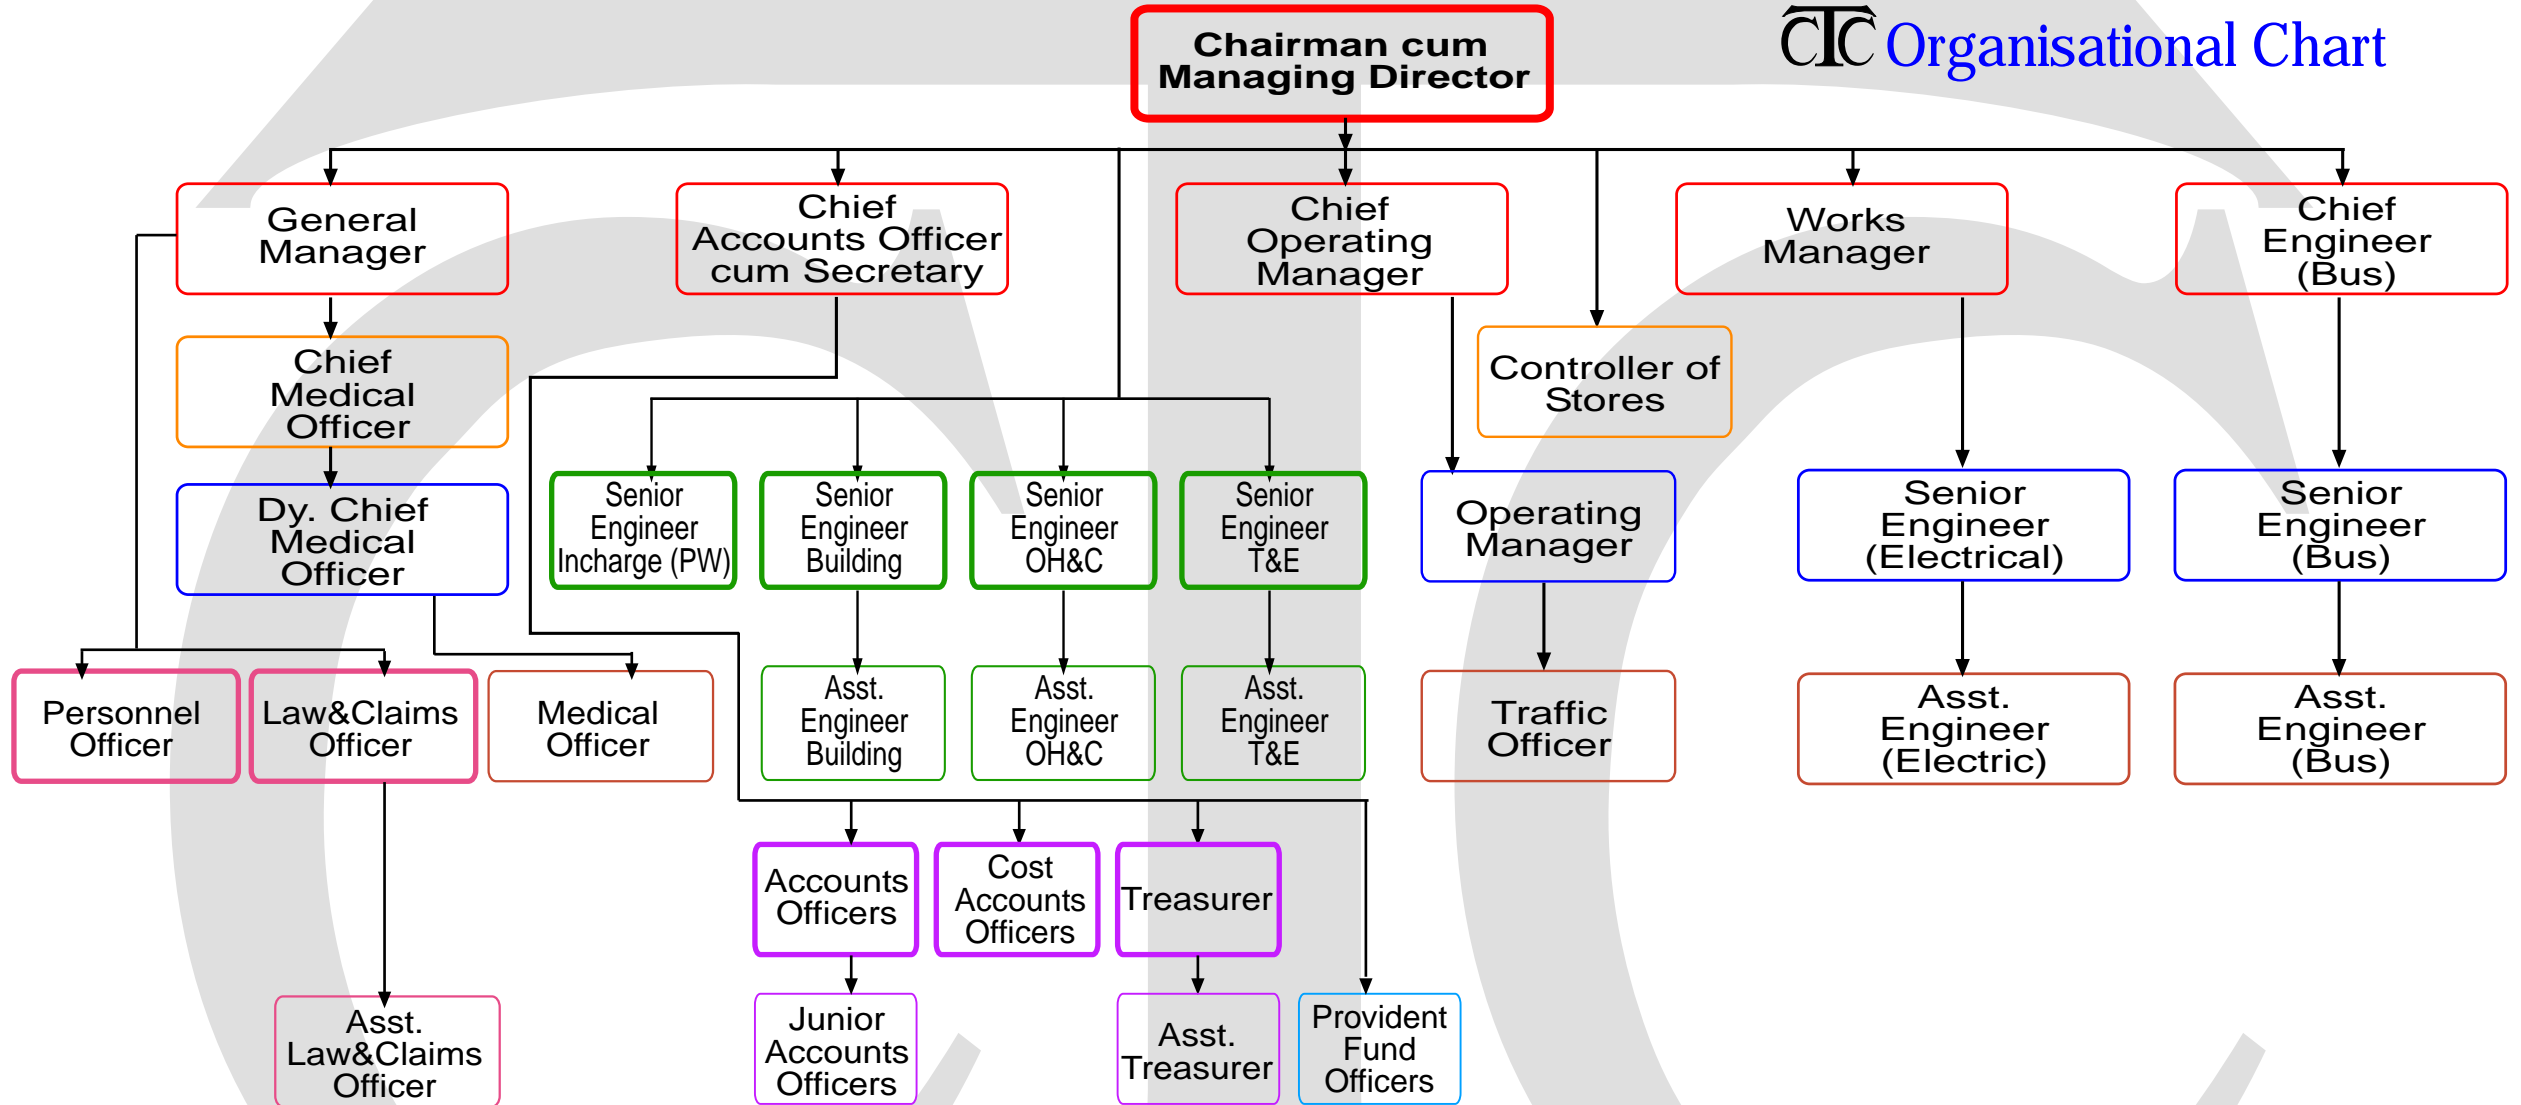 Chairman cum
Managing Director
CTC Organisational Chart
General
Manager
Chief
Accounts Officer
cum Secretary
Chief
Operating
Manager
Works
Manager
Chief
Engineer
(Bus)
Chief
Medical
Officer
Controller of
Stores
Dy. Chief
Medical
Officer
Senior
Engineer
Incharge (PW)
Senior
Engineer
Building
Senior
Engineer
OH&C
Senior
Engineer
T&E
Operating
Manager
Senior
Engineer
(Electrical)
Senior
Engineer
(Bus)
Personnel
Officer
Law&Claims
Officer
Medical
Officer
Asst.
Engineer
Building
Asst.
Engineer
OH&C
Asst.
Engineer
T&E
Traffic
Officer
Asst.
Engineer
(Electric)
Asst.
Engineer
(Bus)
Accounts
Officers
Cost
Accounts
Officers
Treasurer
Asst.
Law&Claims
Officer
Junior
Accounts
Officers
Asst.
Treasurer
Provident
Fund
Officers